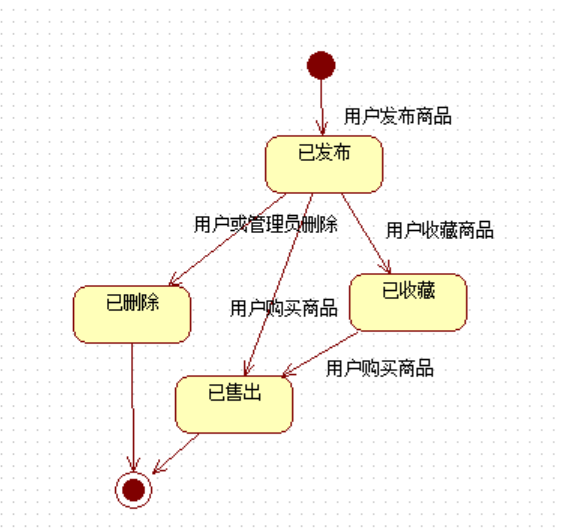 用户发布商品
已发布
用户或管理员删除
用户收藏商品
已删除
用户购买商品
已收藏
用户购买商品
已售出